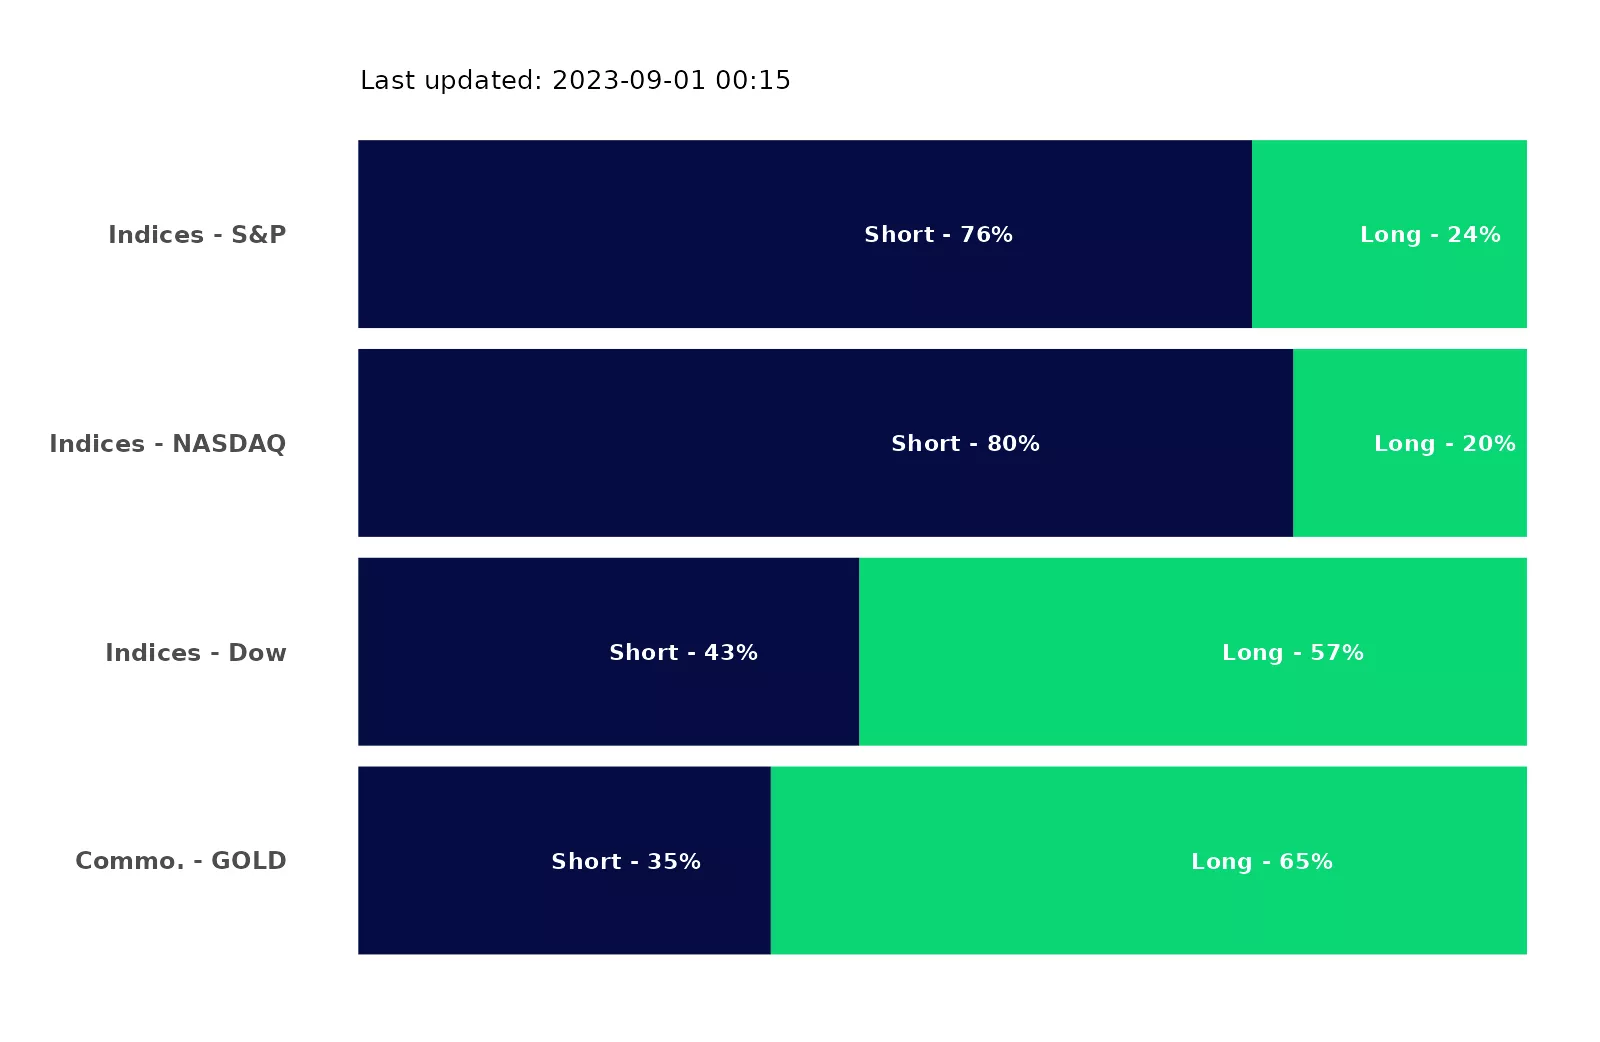 Last updated: 2023-09-01 00:15
Indices - S&P Short - 76% Long - 24%
Indices - NASDAQ Short - 80% Long - 20%
Indices - Dow Short - 43% Long - 57%
Commo. - GOLD Short - 35% Long - 65%